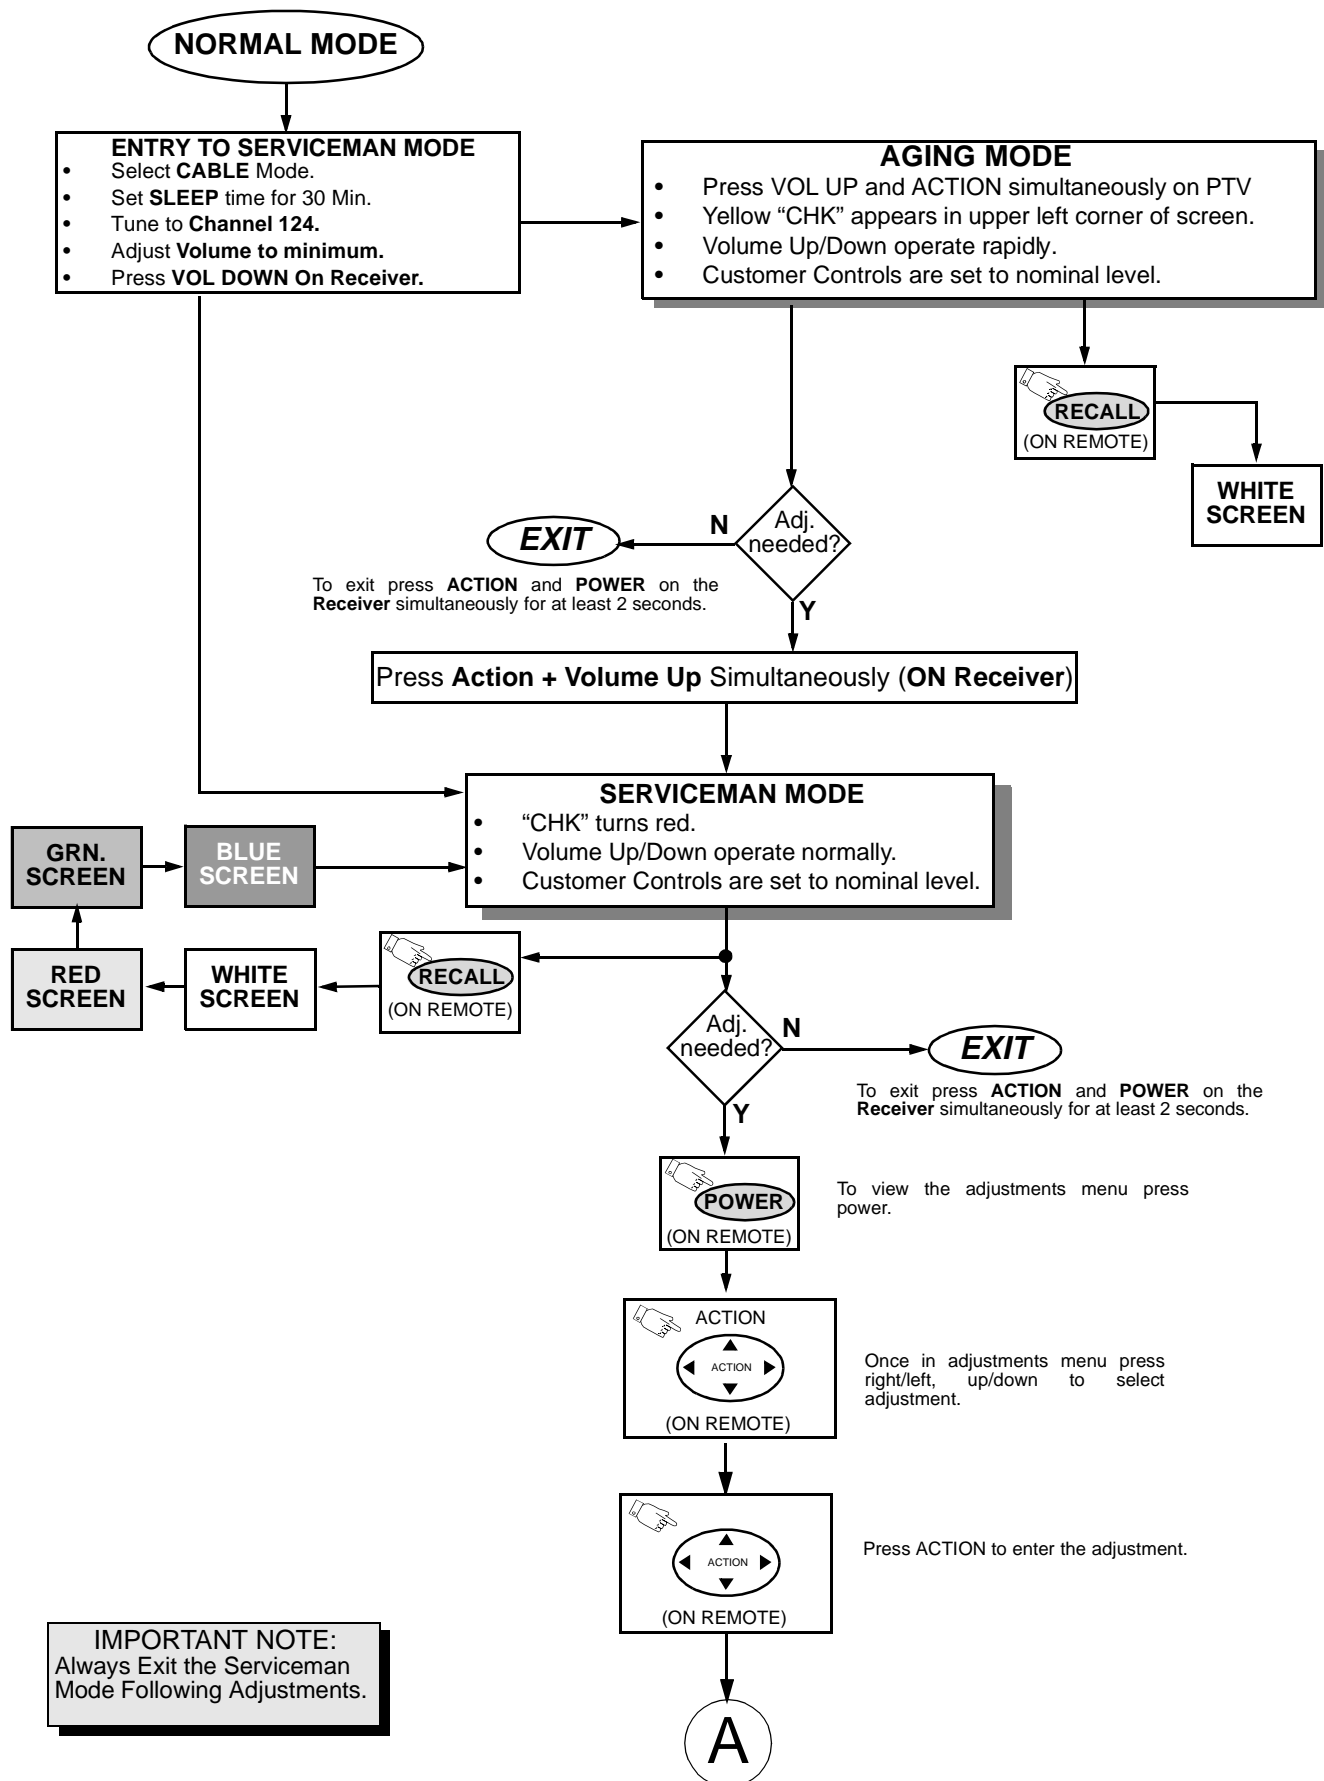 NORMAL MODE
ENTRY TO SERVICEMAN MODE
• Select CABLE Mode.
• Set SLEEP time for 30 Min.
• Tune to Channel 124.
• Adjust Volume to minimum.
• Press VOL DOWN On Receiver.
AGING MODE
• Press VOL UP and ACTION simultaneously on PTV
• Yellow “CHK” appears in upper left corner of screen.
• Volume Up/Down operate rapidly.
• Customer Controls are set to nominal level.
RECALL
(ON REMOTE)
WHITE
SCREEN
Adj.
needed?
N
EXIT
To exit press ACTION and POWER on the
Receiver simultaneously for at least 2 seconds.
Y
Press Action + Volume Up Simultaneously (ON Receiver)
SERVICEMAN MODE
• “CHK” turns red.
• Volume Up/Down operate normally.
• Customer Controls are set to nominal level.
GRN.
SCREEN
BLUE
SCREEN
RED
SCREEN
WHITE
SCREEN
RECALL
(ON REMOTE)
Adj.
needed?
N
EXIT
To exit press ACTION and POWER on the
Receiver simultaneously for at least 2 seconds.
Y
POWER
(ON REMOTE)
To view the adjustments menu press
power.
ACTION
ACTION
(ON REMOTE)
Once in adjustments menu press
right/left, up/down to select
adjustment.
ACTION
(ON REMOTE)
Press ACTION to enter the adjustment.
IMPORTANT NOTE:
Always Exit the Serviceman
Mode Following Adjustments.
A